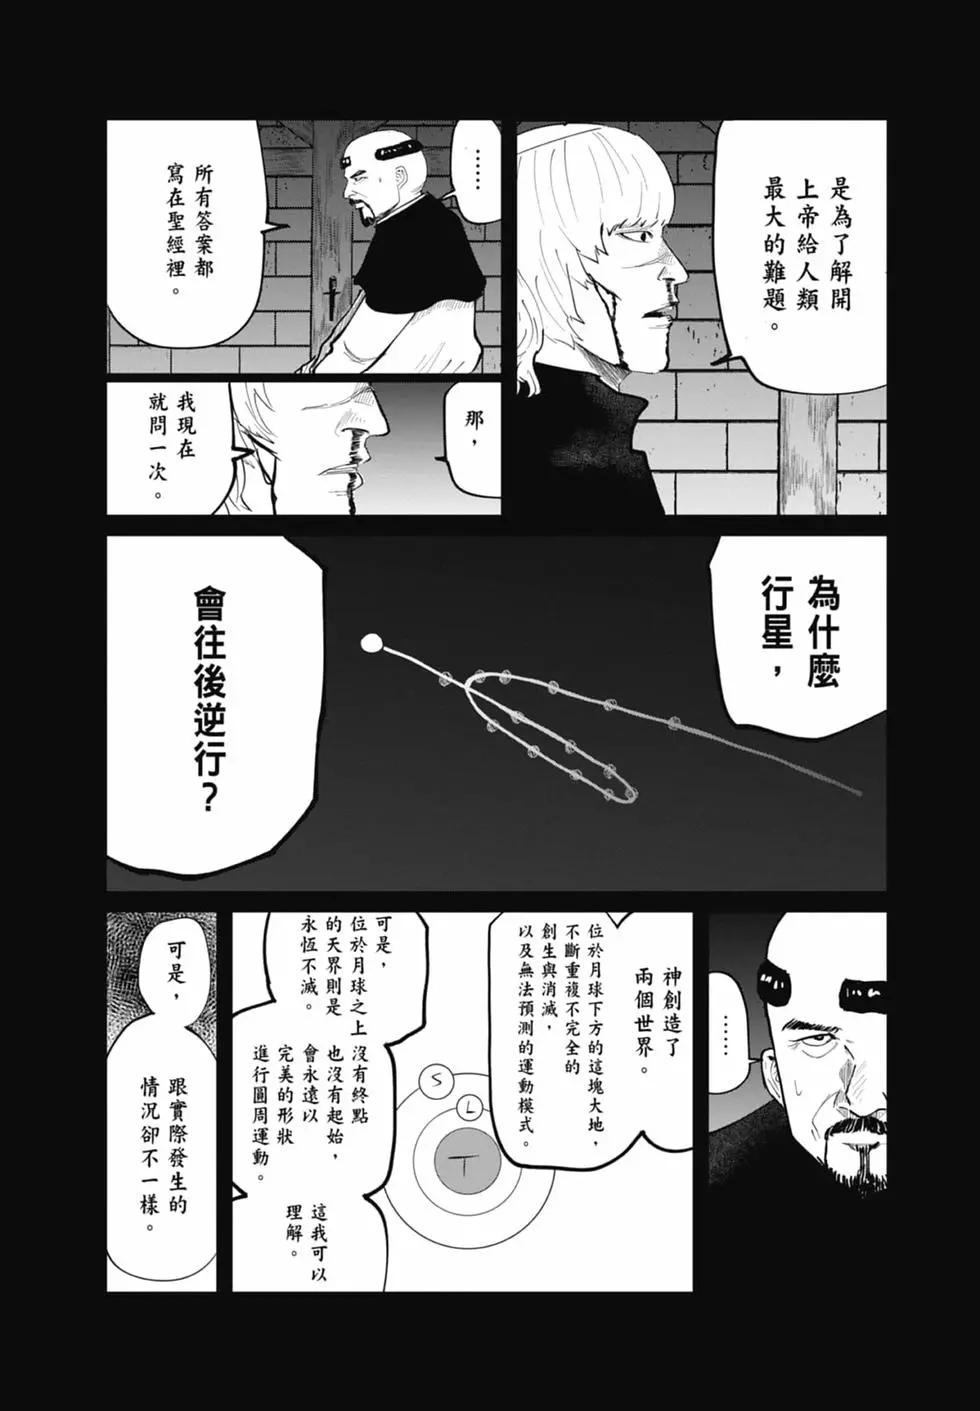 是為了解開
上帝給人類
最大的難題。
……
所有答案都
寫在聖經裡。
那，
我現在
就問一次。
為什麼
行星，
會往後逆行？
……
神創造了
兩個世界。
位於月球下方的這塊大地，
不斷重複不完全的
創生與消滅，
以及無法預測的運動模式。
可是，
位於月球之上
的天界則是
永恆不滅。
沒有終點
也沒有起始，
會永遠以
完美的形狀
進行圓周運動。
這我可以
理解。
S
L
T
可是，
跟實際發生的
情況卻不一樣。